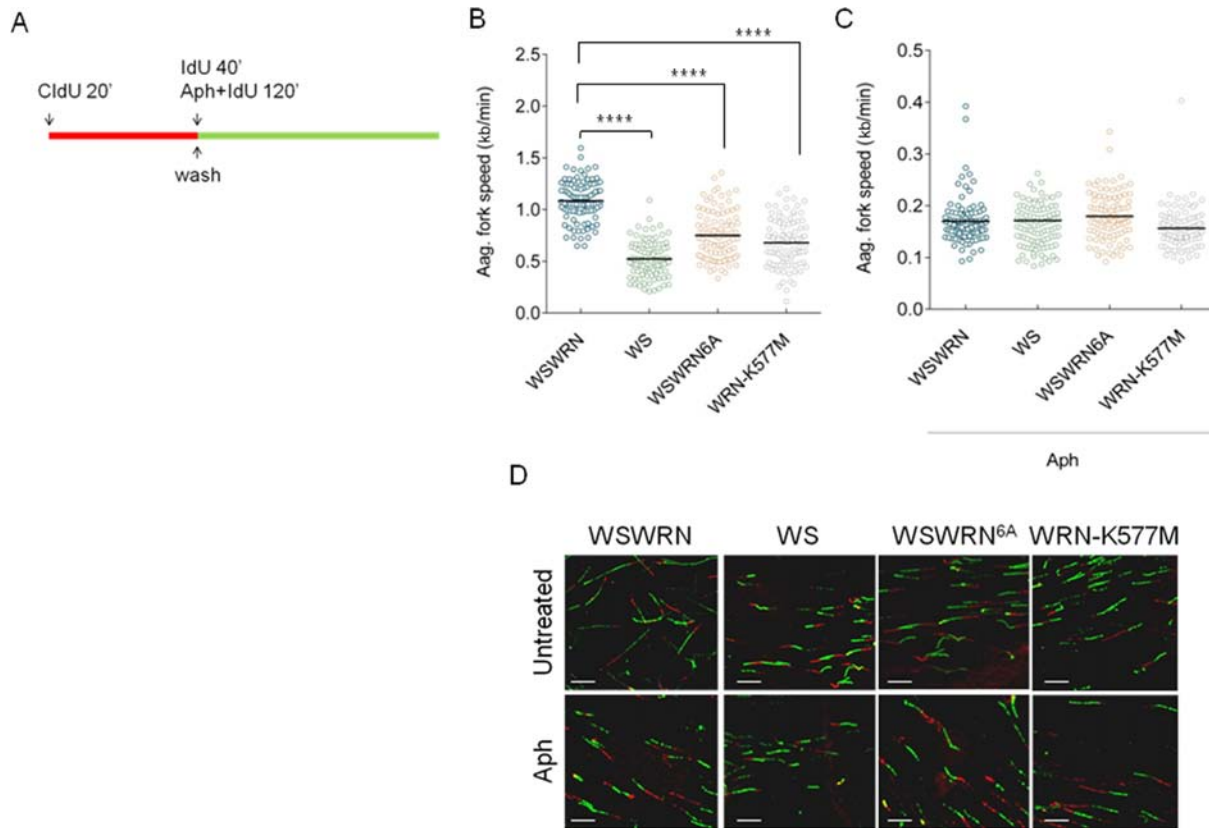 A
CldU 20'
IdU 40'
Aph+IdU 120'
wash
B
Aag. fork speed (kb/min)
2.5
2.0
1.5
1.0
0.5
0.0
****
****
****
WSWRN
WS
WSWRN6A
WRN-K577M
C
Aag. fork speed (kb/min)
0.5
0.4
0.3
0.2
0.1
0.0
WSWRN
WS
WSWRN6A
WRN-K577M
Aph
D
WSWRN WS WSWRN6A WRN-K577M
Untreated
Aph